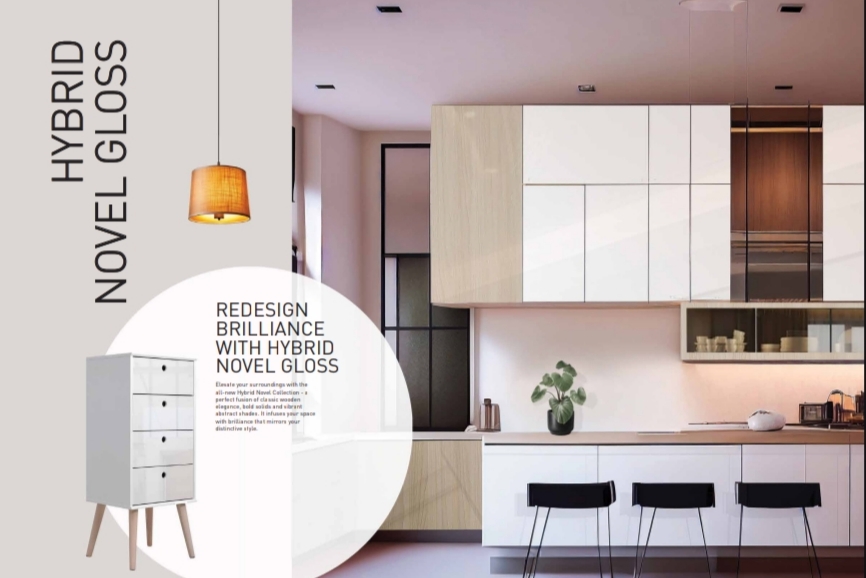 HYBRID
NOVEL GLOSS
REDESIGN
BRILLIANCE
WITH HYBRID
NOVEL GLOSS
Elevate your surroundings with the
all-new Hybrid Novel Collection - a
perfect fusion of classic wooden
elegance, bold solids and vibrant
abstract shades. It infuses your space
with brilliance that mirrors your
distinctive style.